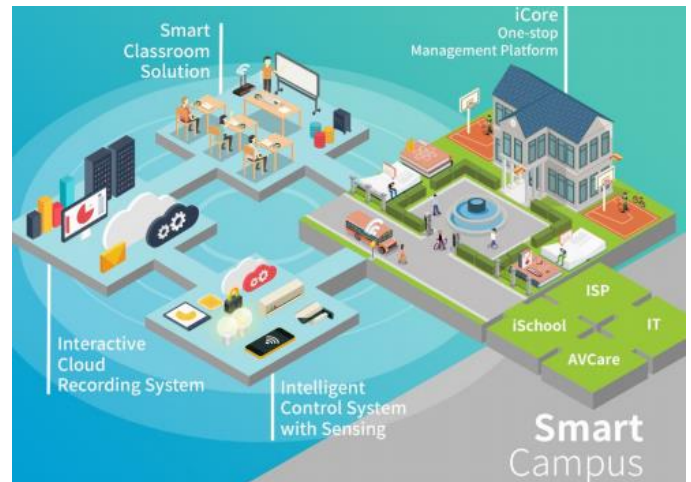 Smart
Classroom
Solution
iCore
One-stop
Management Platform
ISP
iSchool
IT
AVCare
Interactive
Cloud
Recording System
Intelligent
Control System
with Sensing
Smart
Campus